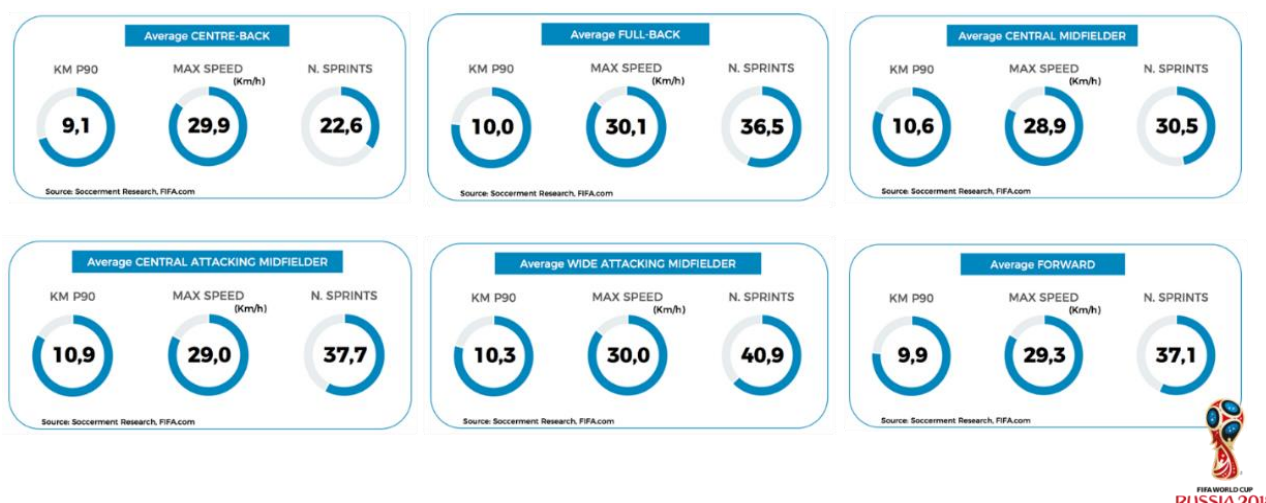 Average CENTRE-BACK
KM P90 MAX SPEED N. SPRINTS
(Km/h)
9,1 29,9 22,6
Source: Soccerment Research, FIFA.com
Average FULL-BACK
KM P90 MAX SPEED N. SPRINTS
(Km/h)
10,0 30,1 36,5
Source: Soccerment Research, FIFA.com
Average CENTRAL MIDFIELDER
KM P90 MAX SPEED N. SPRINTS
(Km/h)
10,6 28,9 30,5
Source: Soccerment Research, FIFA.com
Average CENTRAL ATTACKING MIDFIELDER
KM P90 MAX SPEED N. SPRINTS
(Km/h)
10,9 29,0 37,7
Source: Soccerment Research, FIFA.com
Average WIDE ATTACKING MIDFIELDER
KM P90 MAX SPEED N. SPRINTS
(Km/h)
10,3 30,0 40,9
Source: Soccerment Research, FIFA.com
Average FORWARD
KM P90 MAX SPEED N. SPRINTS
(Km/h)
9,9 29,3 37,1
Source: Soccerment Research, FIFA.com
FIFA WORLD CUP
RUSSIA 2018